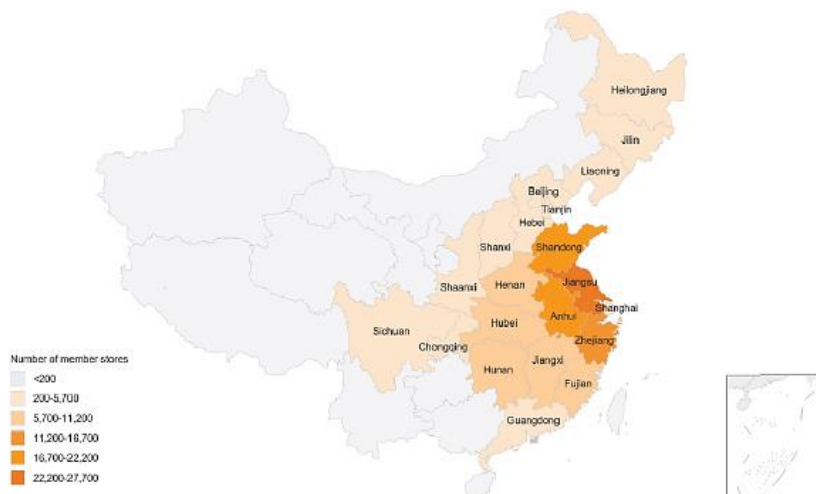 Heilongjiang
Jilin
Liaoning
Beijing
Tianjin
Hebei
Shanxi
Shandong
Shaanxi
Henan
Jiangsu
Shanghai
Anhui
Sichuan
Hubei
Zhejiang
Chongqing
Hunan
Jiangxi
Fujian
Guangdong
Number of member stores
<200
200-5,700
5,700-11,200
11,200-16,700
16,700-22,200
22,200-27,700